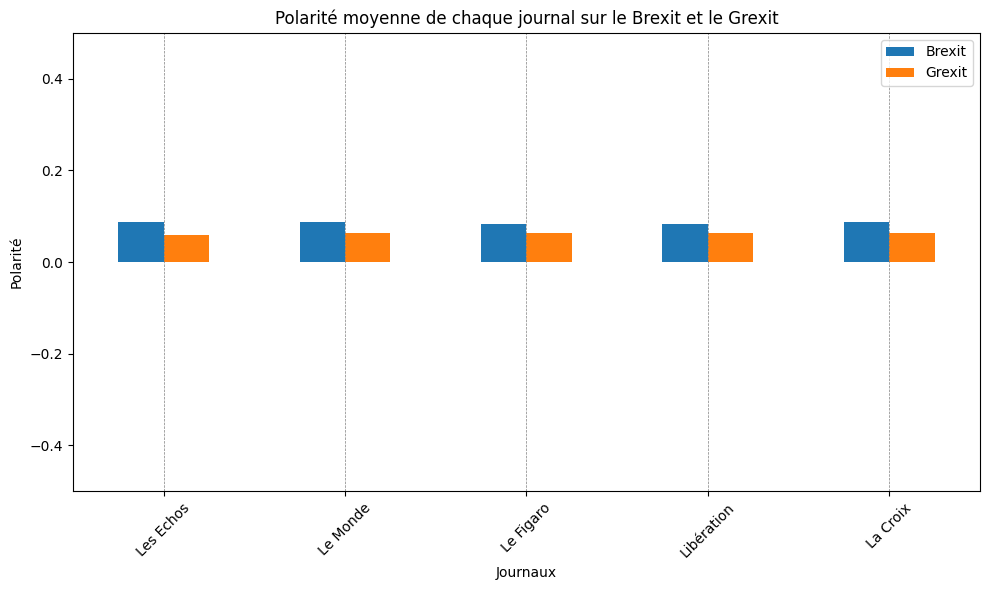 Polarité moyenne de chaque journal sur le Brexit et le Grexit
Brexit
Grexit
Polarité
0.4
0.2
0.0
−0.2
−0.4
Les Echos
Le Monde
Le Figaro
Libération
La Croix
Journaux